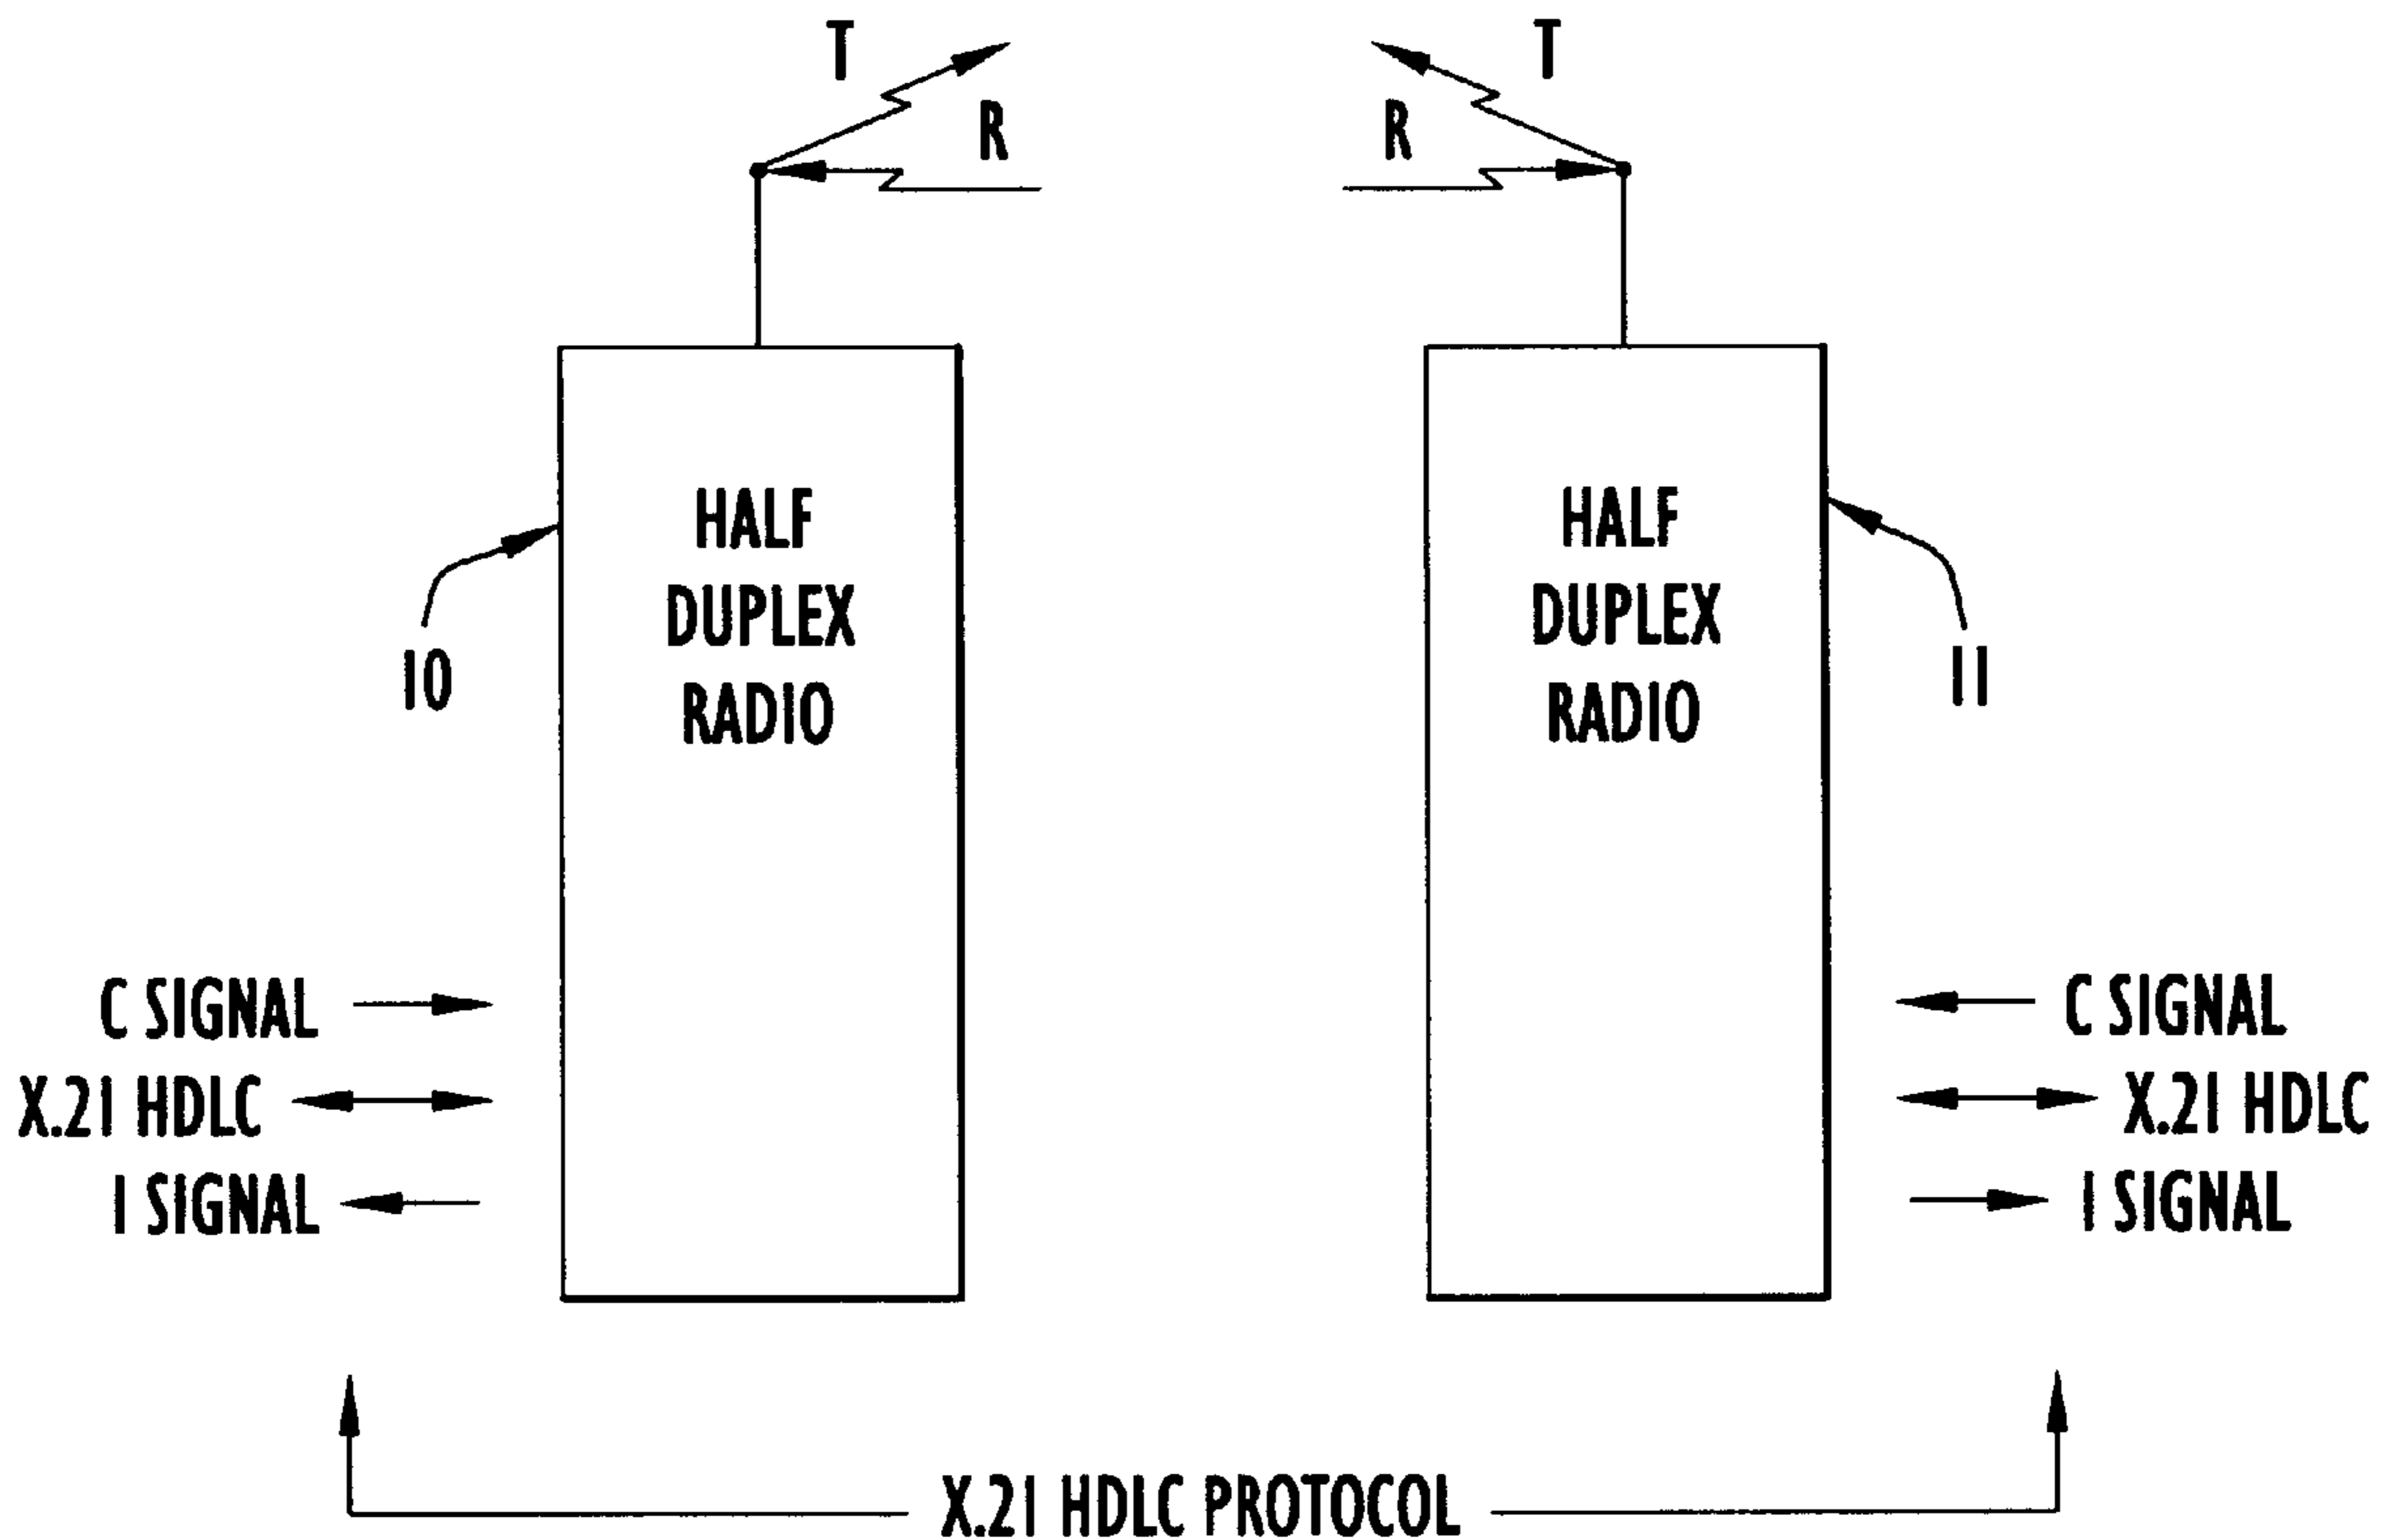 T
T
R
R
HALF
DUPLEX
RADIO
HALF
DUPLEX
RADIO
10
11
C SIGNAL
X.21 HDLC
I SIGNAL
C SIGNAL
X.21 HDLC
I SIGNAL
X.21 HDLC PROTOCOL